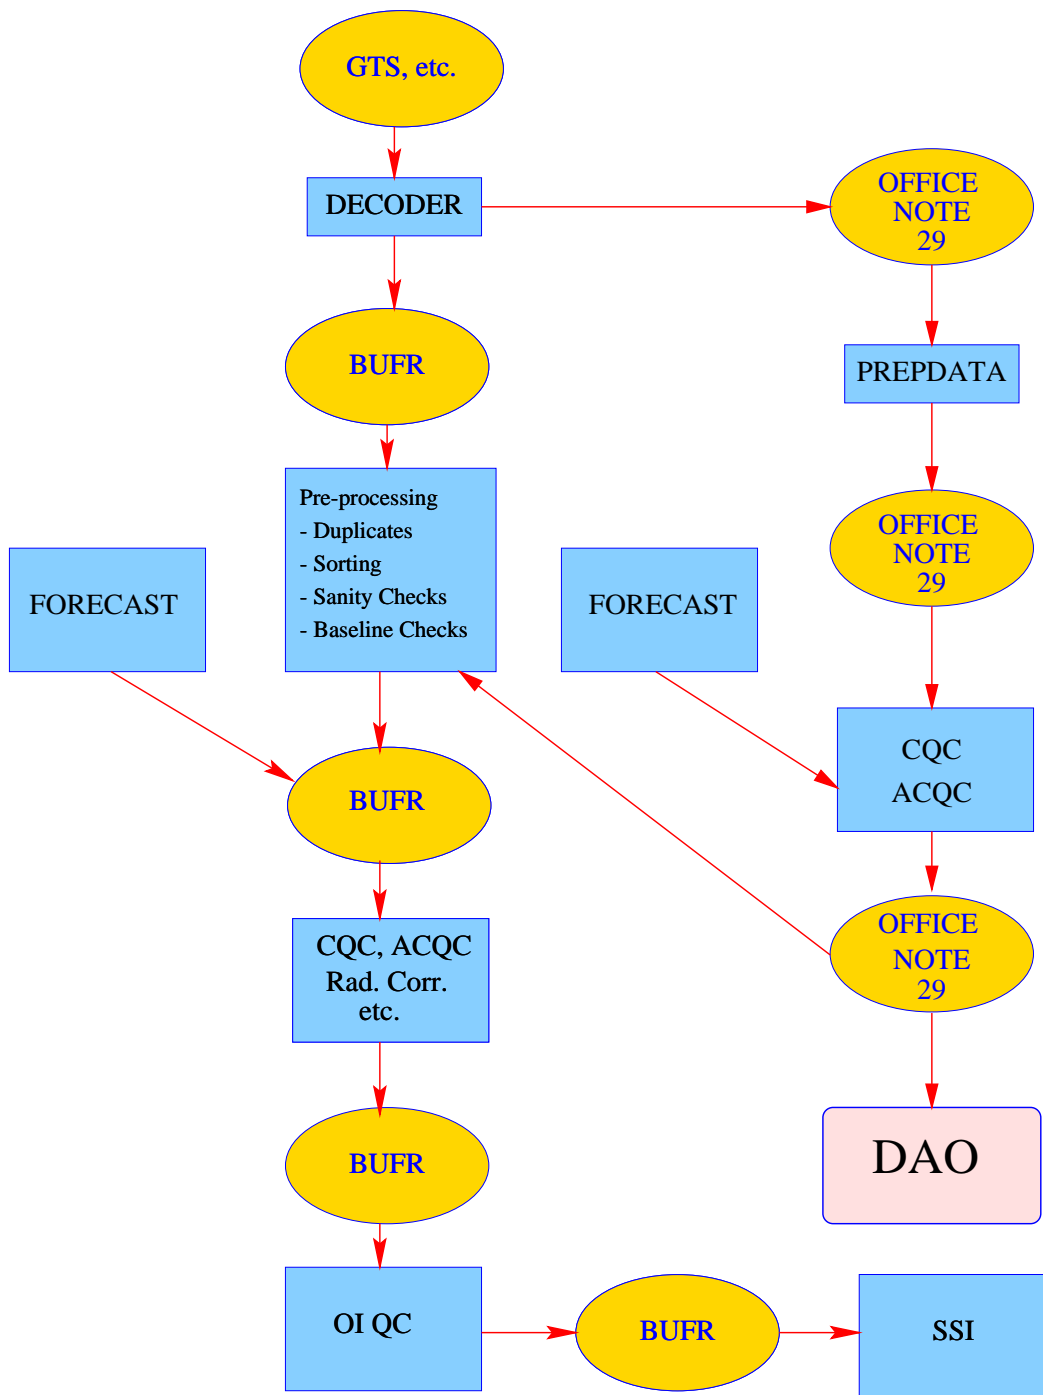 GTS, etc.
DECODER
OFFICE
NOTE
29
BUFR
PREPDATA
Pre-processing
- Duplicates
- Sorting
- Sanity Checks
- Baseline Checks
OFFICE
NOTE
29
FORECAST
FORECAST
BUFR
CQC
ACQC
CQC, ACQC
Rad. Corr.
etc.
OFFICE
NOTE
29
BUFR
DAO
OI QC
BUFR
SSI